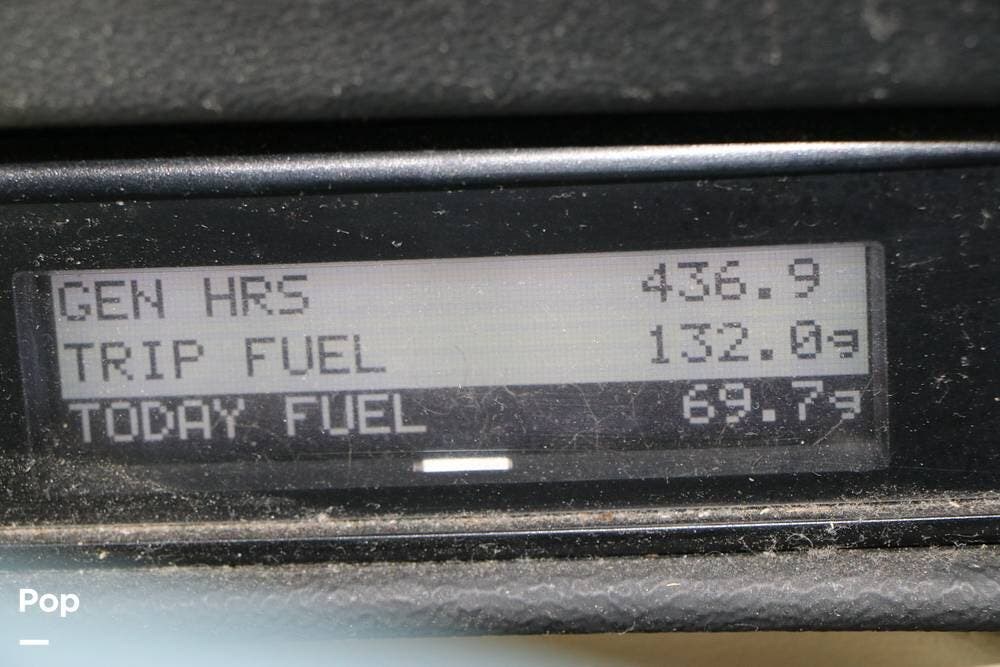 GEN HRS 436.9
TRIP FUEL 132.0g
TODAY FUEL 69.7g
Pop